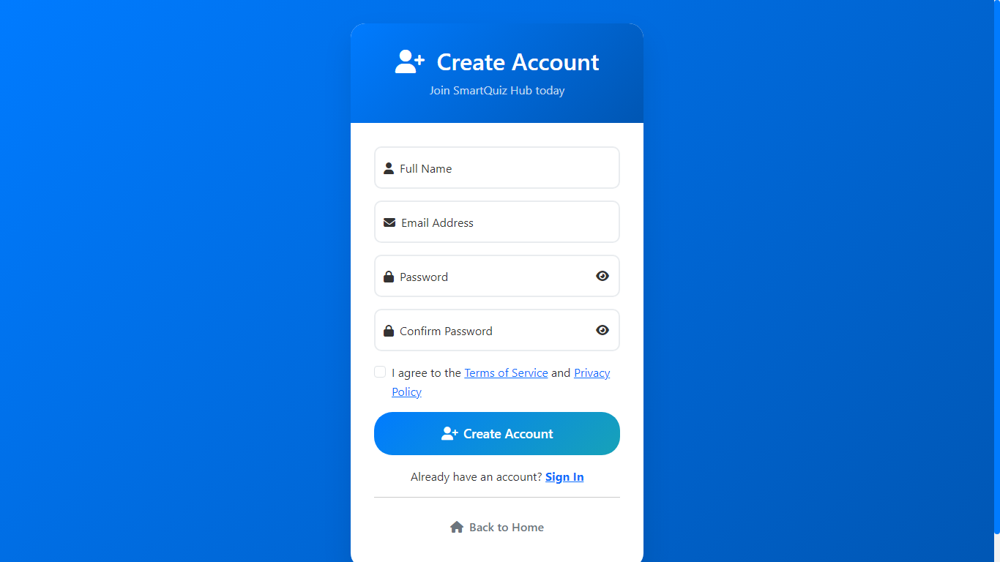 Create Account
Join SmartQuiz Hub today
Full Name
Email Address
Password
Confirm Password
I agree to the Terms of Service and Privacy
Policy
Create Account
Already have an account? Sign In
Back to Home